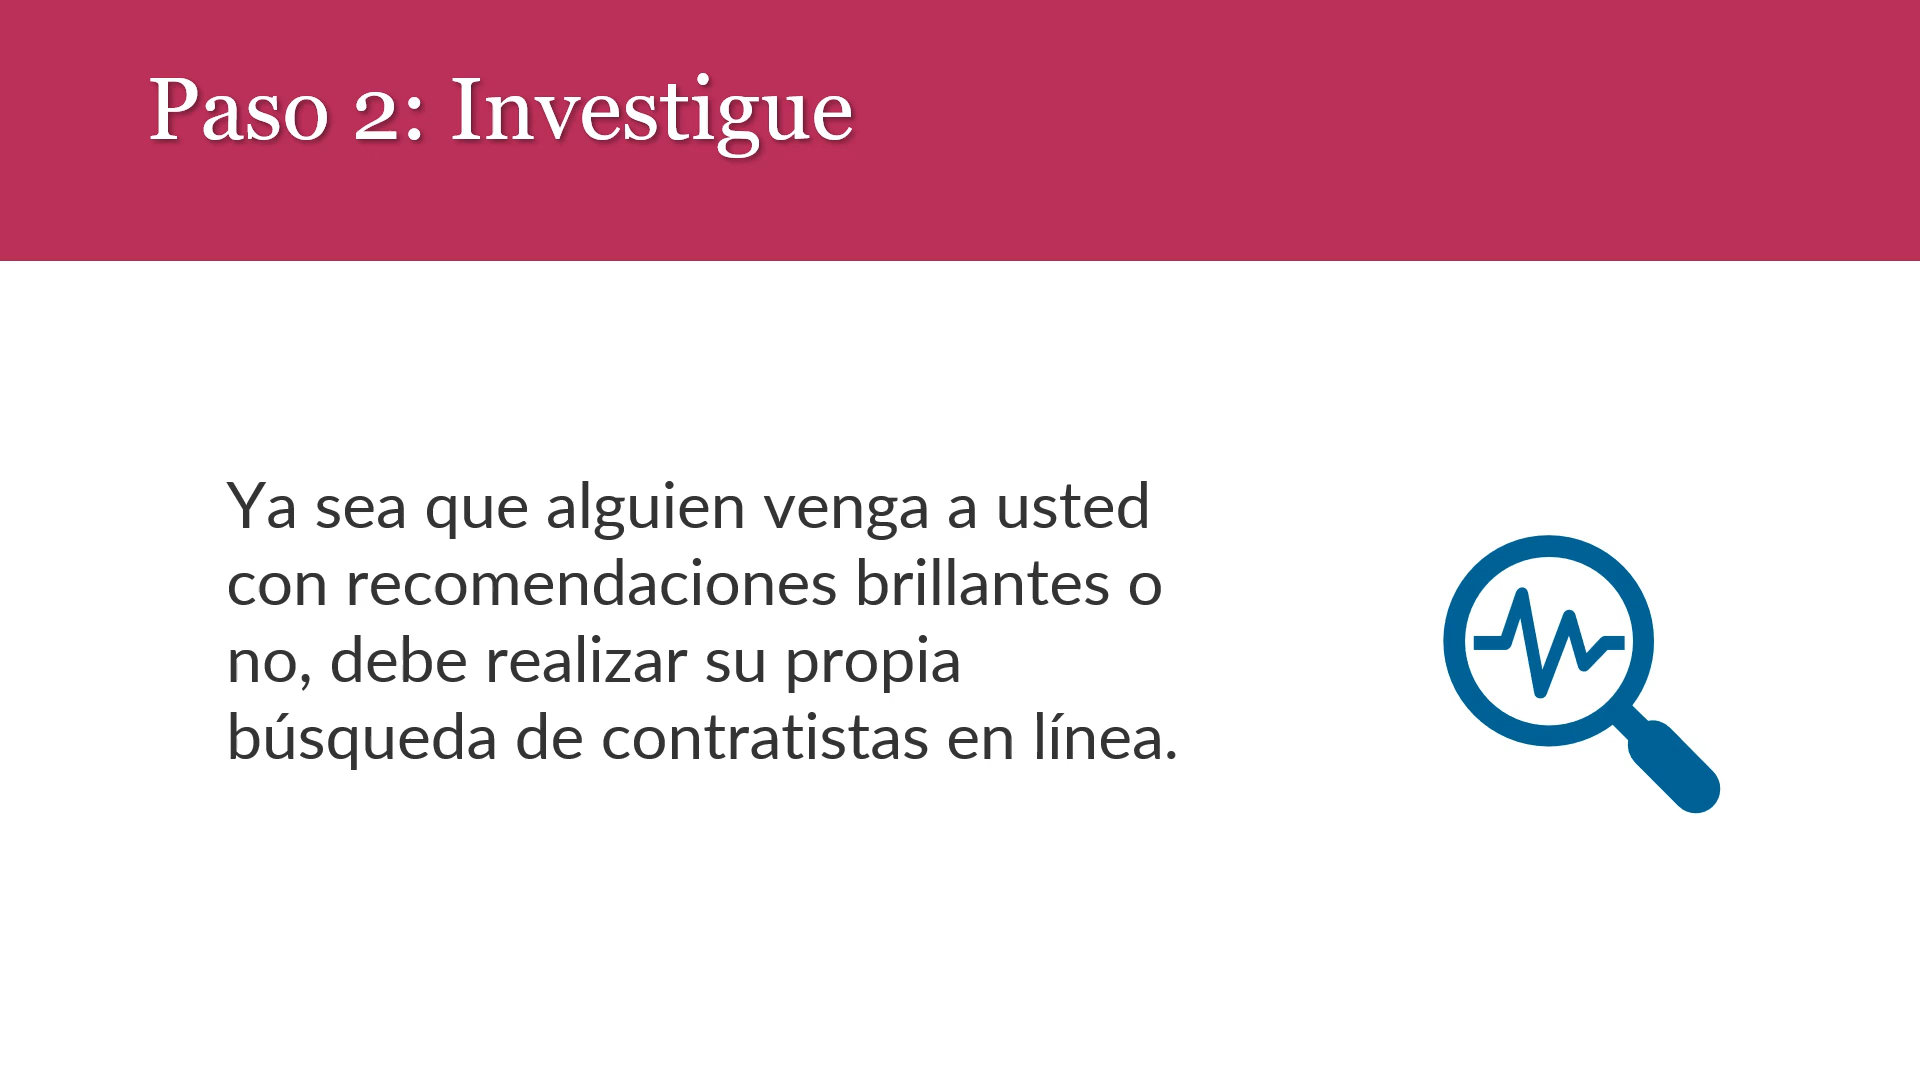 Paso 2: Investigue
Ya sea que alguien venga a usted
con recomendaciones brillantes o
no, debe realizar su propia
búsqueda de contratistas en línea.